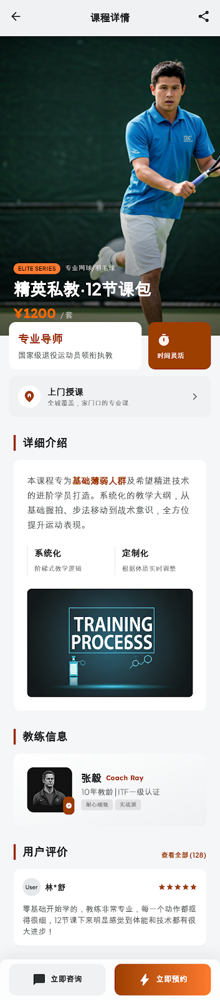 课程详情
ELITE SERIES 专业网球/羽毛球
精英私教·12节课包
¥1200 / 套
专业导师
国家级退役运动员领衔执教
时间灵活
上门授课
全城覆盖，家门口的专业课
详细介绍
本课程专为基础薄弱人群及希望精进技术
的进阶学员打造。系统化的教学大纲，从
基础握拍、步法移动到战术意识，全方位
提升运动表现。
系统化
阶梯式教学逻辑
定制化
根据体质实时调整
TRAINING
PROCESSS
教练信息
张毅 Coach Ray
10年教龄|ITF一级认证
耐心细致 实战派
用户评价
查看全部 (128)
User 林*舒
零基础开始学的，教练非常专业，每一个动作都抠
得很细，12节课下来明显感觉到体能和技术都有很
大进步！
立即咨询
立即预约